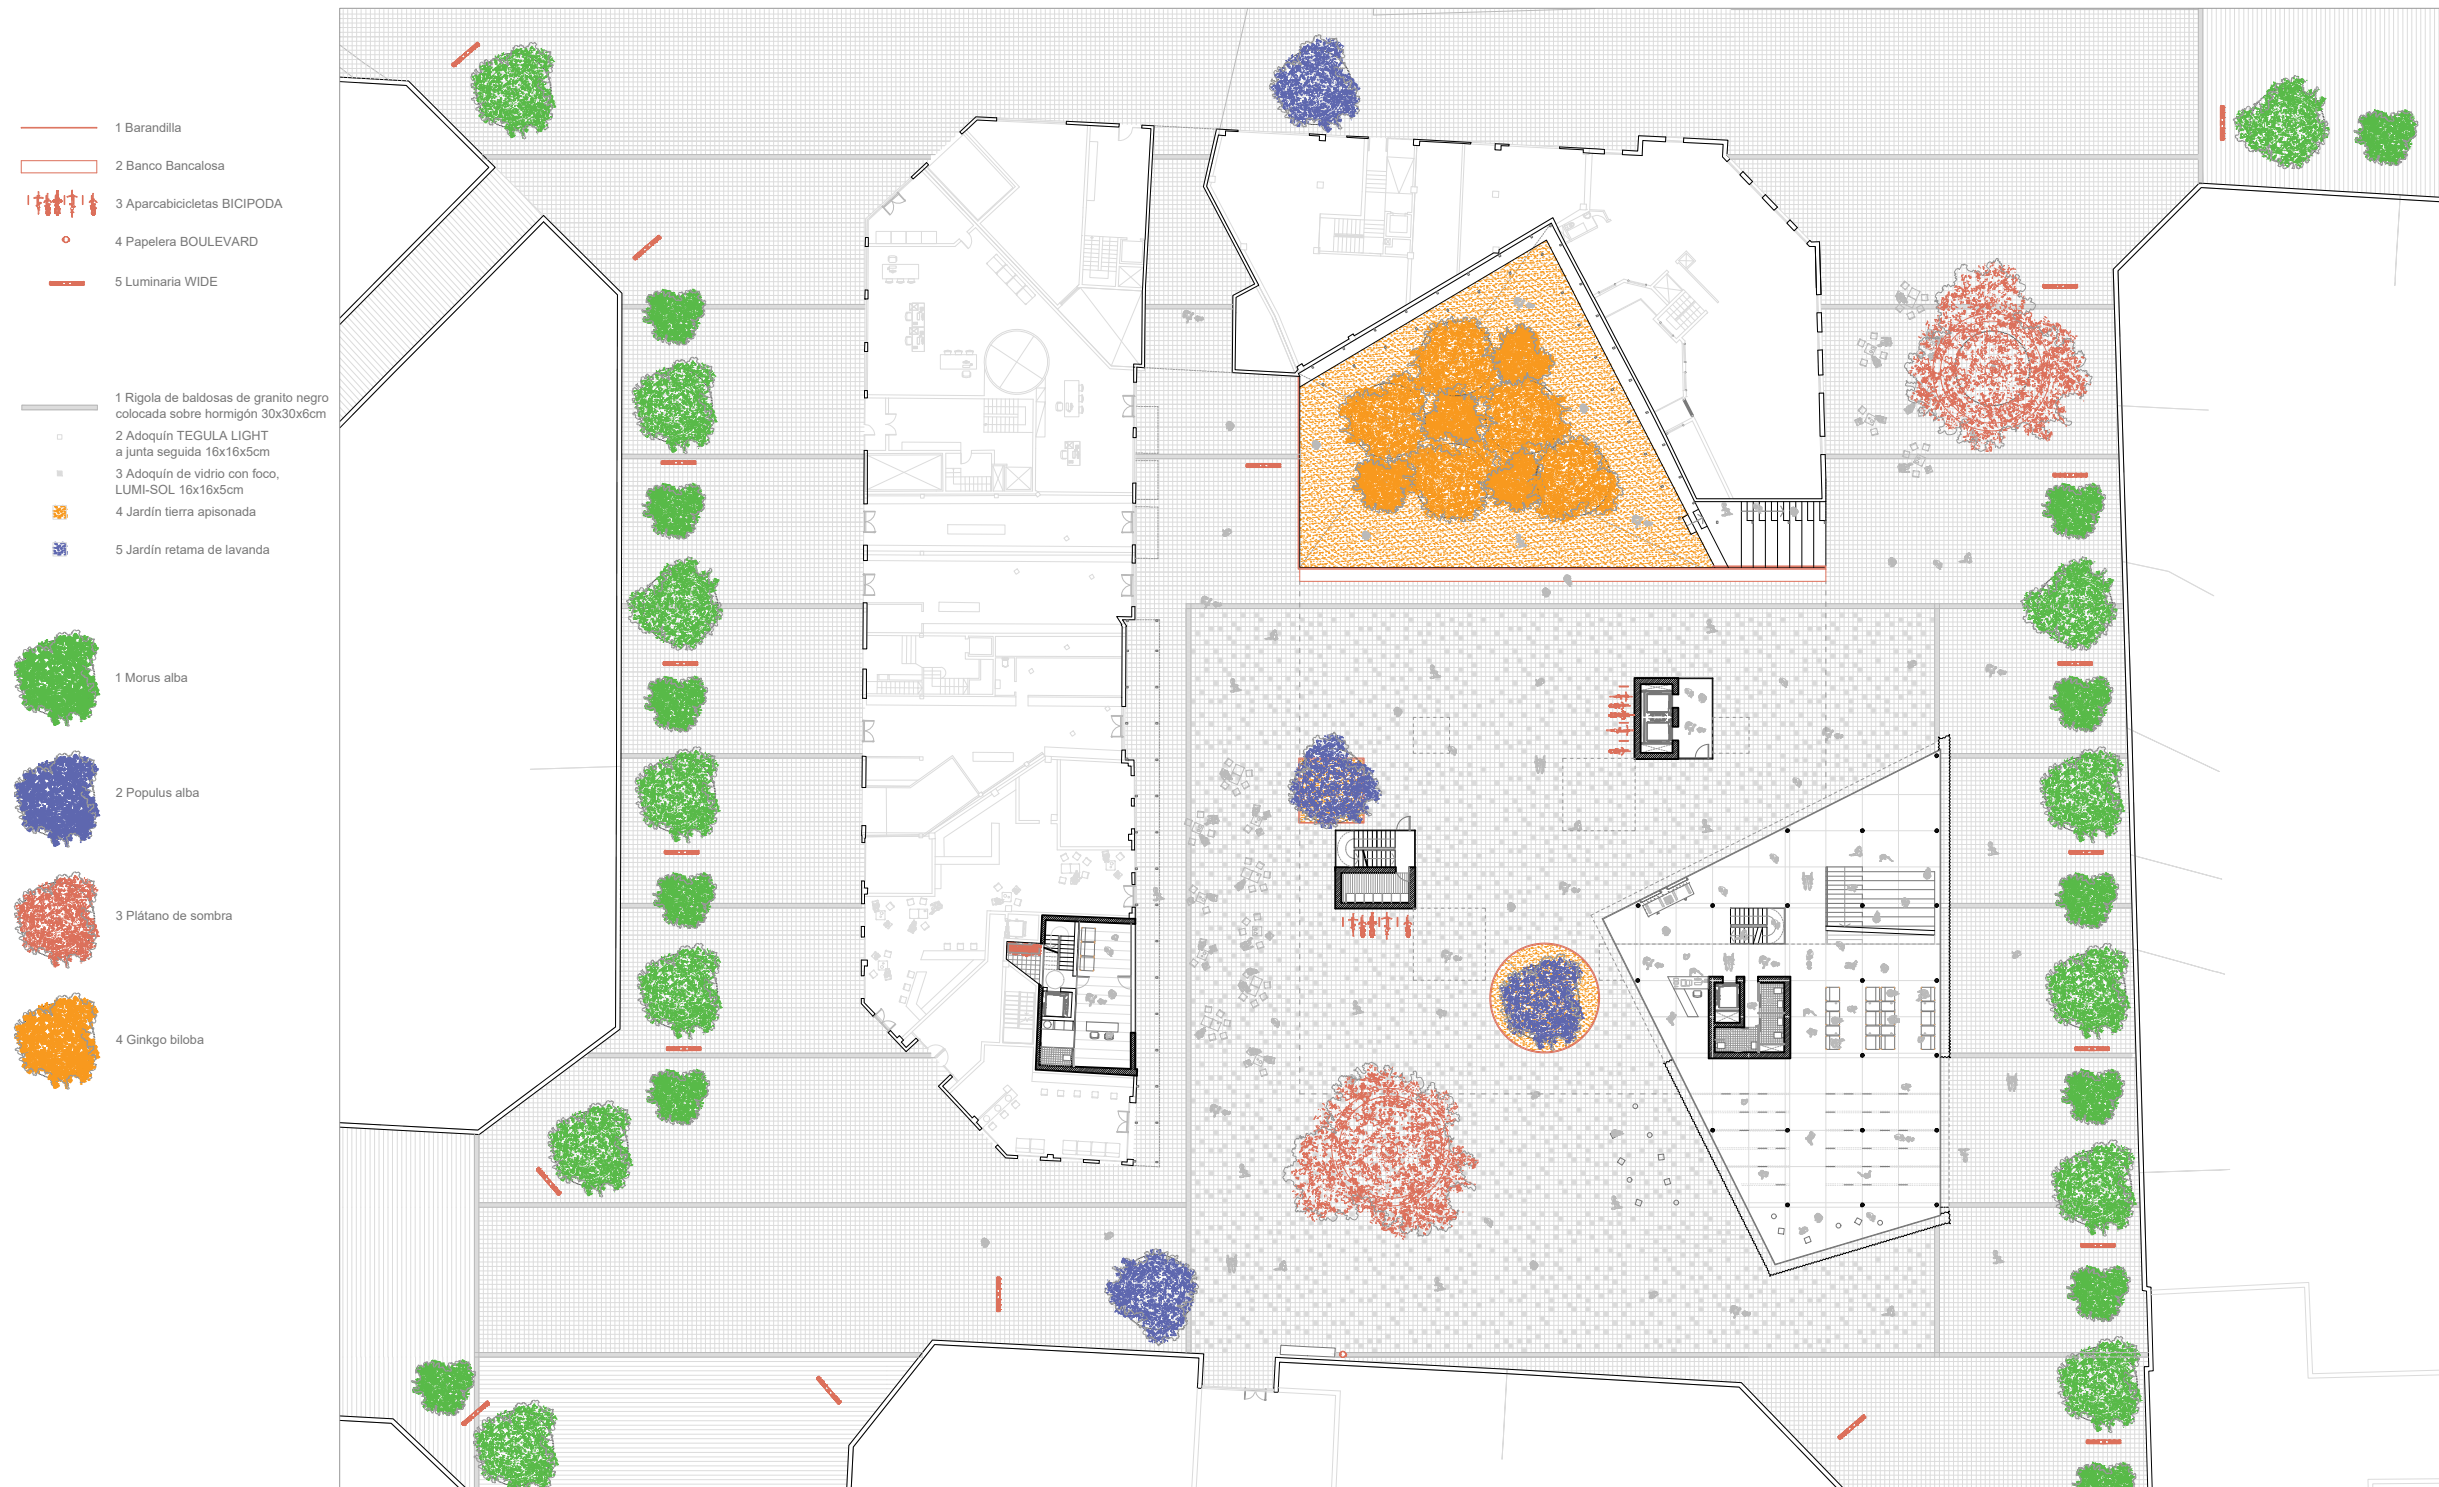 1 Barandilla
2 Banco Bancalosa
3 Aparcabicicletas BICIPODA
4 Papelera BOULEVARD
5 Luminaria WIDE
1 Rigola de baldosas de granito negro
colocada sobre hormigón 30x30x6cm
2 Adoquín TEGULA LIGHT
a junta seguida 16x16x5cm
3 Adoquín de vidrio con foco,
LUMI-SOL 16x16x5cm
4 Jardín tierra apisonada
5 Jardín retama de lavanda
1 Morus alba
2 Populus alba
3 Plátano de sombra
4 Ginkgo biloba